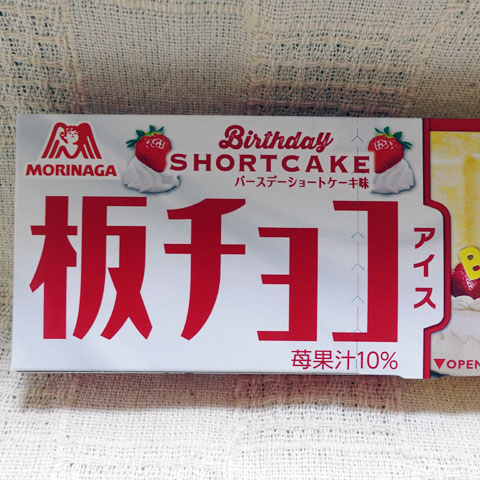 MORINAGA
Birthday
SHORTCAKE
バースデーショートケーキ味
板チョコ
アイス
苺果汁10%
▼OPEN
B